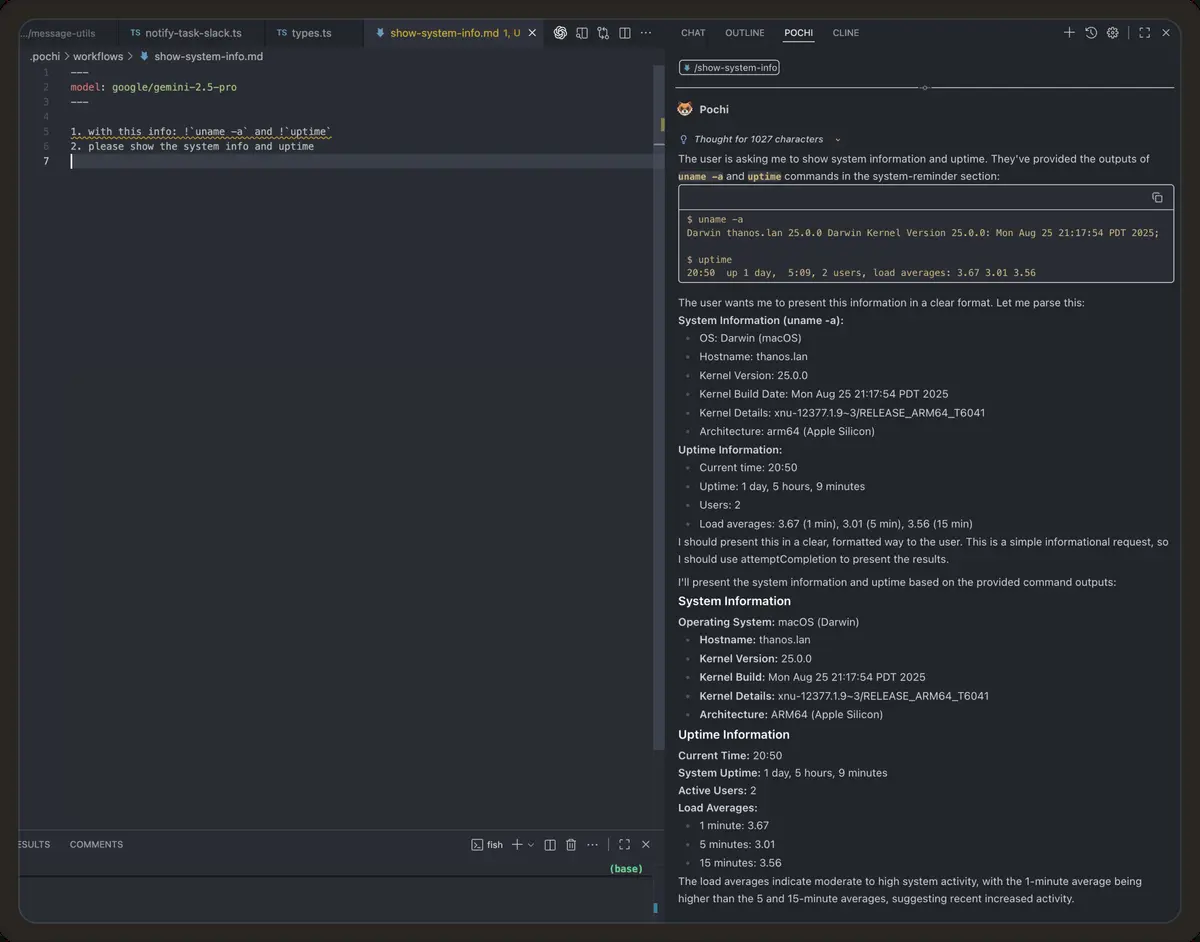 .../message-utils
TS notify-task-slack.ts
TS types.ts
show-system-info.md 1, U
.pochi > workflows > show-system-info.md
1 ---
2 model: google/gemini-2.5-pro
3 ---
4
5 1. with this info: !`uname -a` and !`uptime`
6 2. please show the system info and uptime
7
ESULTS COMMENTS
fish
(base)
CHAT OUTLINE POCHI CLINE
/show-system-info
Pochi
Thought for 1027 characters
The user is asking me to show system information and uptime. They've provided the outputs of
uname -a and uptime commands in the system-reminder section:
$ uname -a
Darwin thanos.lan 25.0.0 Darwin Kernel Version 25.0.0: Mon Aug 25 21:17:54 PDT 2025;
$ uptime
20:50  up 1 day,  5:09, 2 users, load averages: 3.67 3.01 3.56
The user wants me to present this information in a clear format. Let me parse this:
System Information (uname -a):
◦ OS: Darwin (macOS)
◦ Hostname: thanos.lan
◦ Kernel Version: 25.0.0
◦ Kernel Build Date: Mon Aug 25 21:17:54 PDT 2025
◦ Kernel Details: xnu-12377.1.9~3/RELEASE_ARM64_T6041
◦ Architecture: arm64 (Apple Silicon)
Uptime Information:
◦ Current time: 20:50
◦ Uptime: 1 day, 5 hours, 9 minutes
◦ Users: 2
◦ Load averages: 3.67 (1 min), 3.01 (5 min), 3.56 (15 min)
I should present this in a clear, formatted way to the user. This is a simple informational request, so
I should use attemptCompletion to present the results.
I'll present the system information and uptime based on the provided command outputs:
System Information
Operating System: macOS (Darwin)
◦ Hostname: thanos.lan
◦ Kernel Version: 25.0.0
◦ Kernel Build: Mon Aug 25 21:17:54 PDT 2025
◦ Kernel Details: xnu-12377.1.9~3/RELEASE_ARM64_T6041
◦ Architecture: ARM64 (Apple Silicon)
Uptime Information
Current Time: 20:50
System Uptime: 1 day, 5 hours, 9 minutes
Active Users: 2
Load Averages:
◦ 1 minute: 3.67
◦ 5 minutes: 3.01
◦ 15 minutes: 3.56
The load averages indicate moderate to high system activity, with the 1-minute average being
higher than the 5 and 15-minute averages, suggesting recent increased activity.